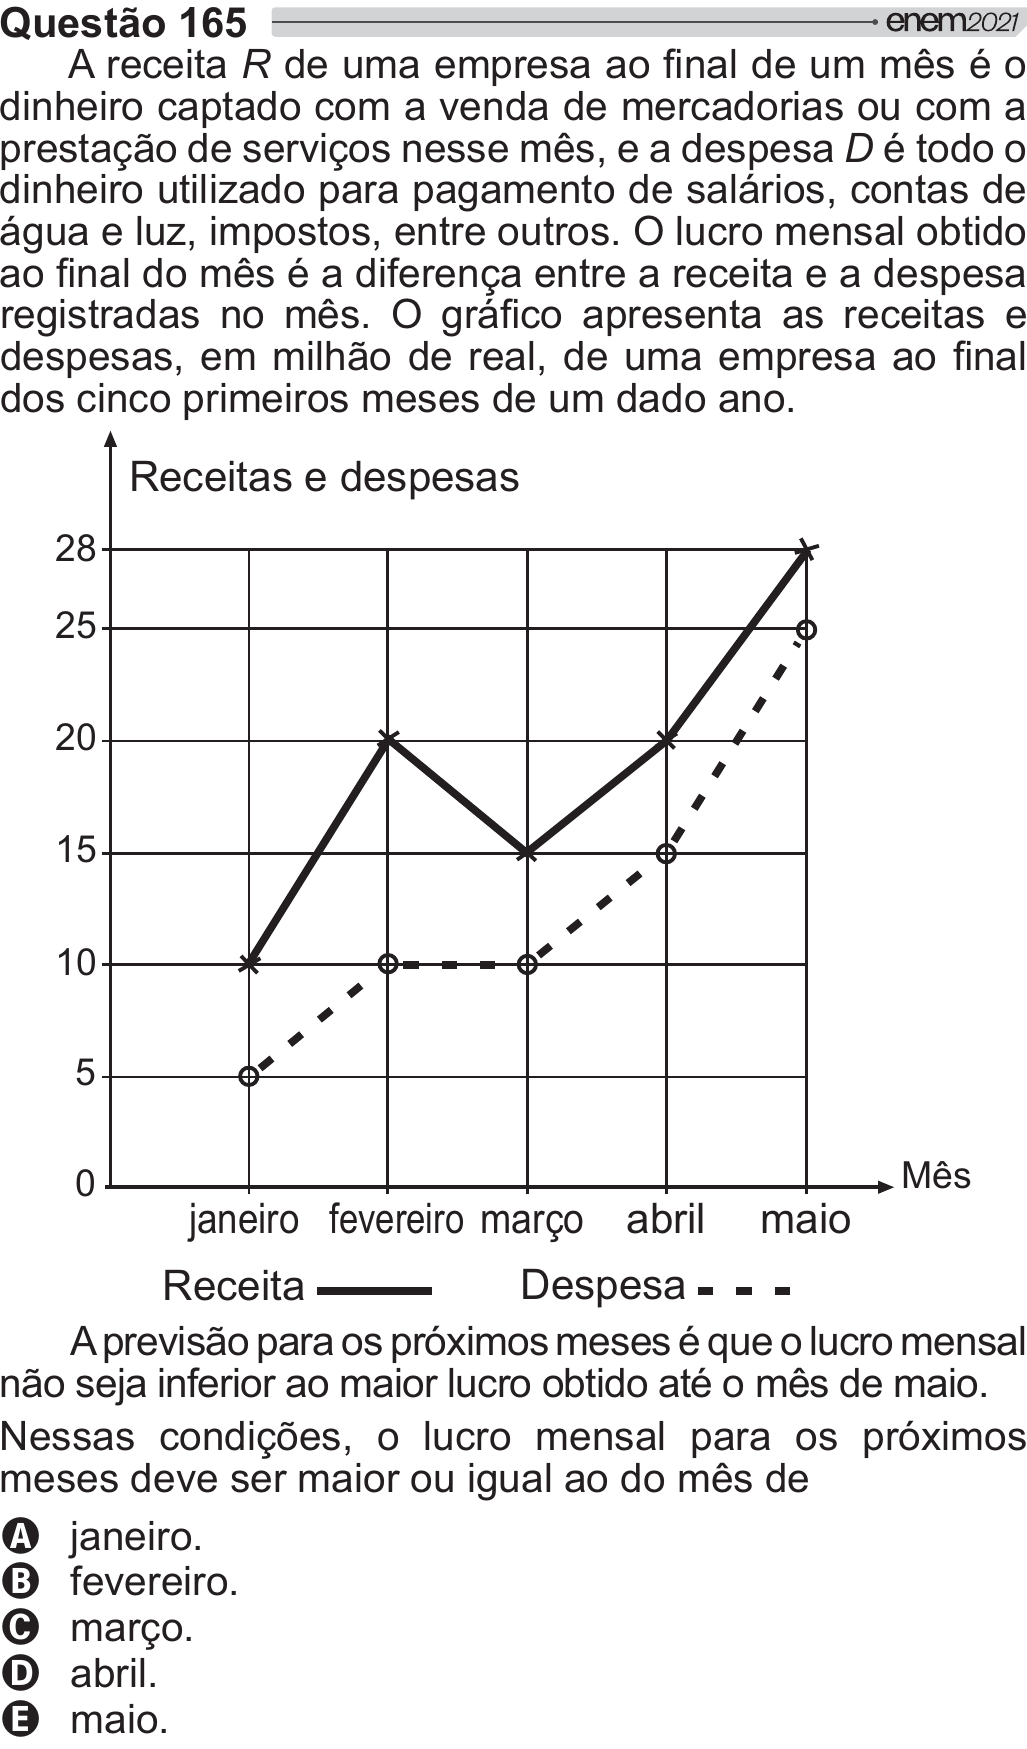 Questão 165 enem2021
A receita R de uma empresa ao final de um mês é o
dinheiro captado com a venda de mercadorias ou com a
prestação de serviços nesse mês, e a despesa D é todo o
dinheiro utilizado para pagamento de salários, contas de
água e luz, impostos, entre outros. O lucro mensal obtido
ao final do mês é a diferença entre a receita e a despesa
registradas no mês. O gráfico apresenta as receitas e
despesas, em milhão de real, de uma empresa ao final
dos cinco primeiros meses de um dado ano.
Receitas e despesas
28
25
20
15
10
5
0
Mês
janeiro fevereiro março abril maio
Receita Despesa
A previsão para os próximos meses é que o lucro mensal
não seja inferior ao maior lucro obtido até o mês de maio.
Nessas condições, o lucro mensal para os próximos
meses deve ser maior ou igual ao do mês de
A janeiro.
B fevereiro.
C março.
D abril.
E maio.